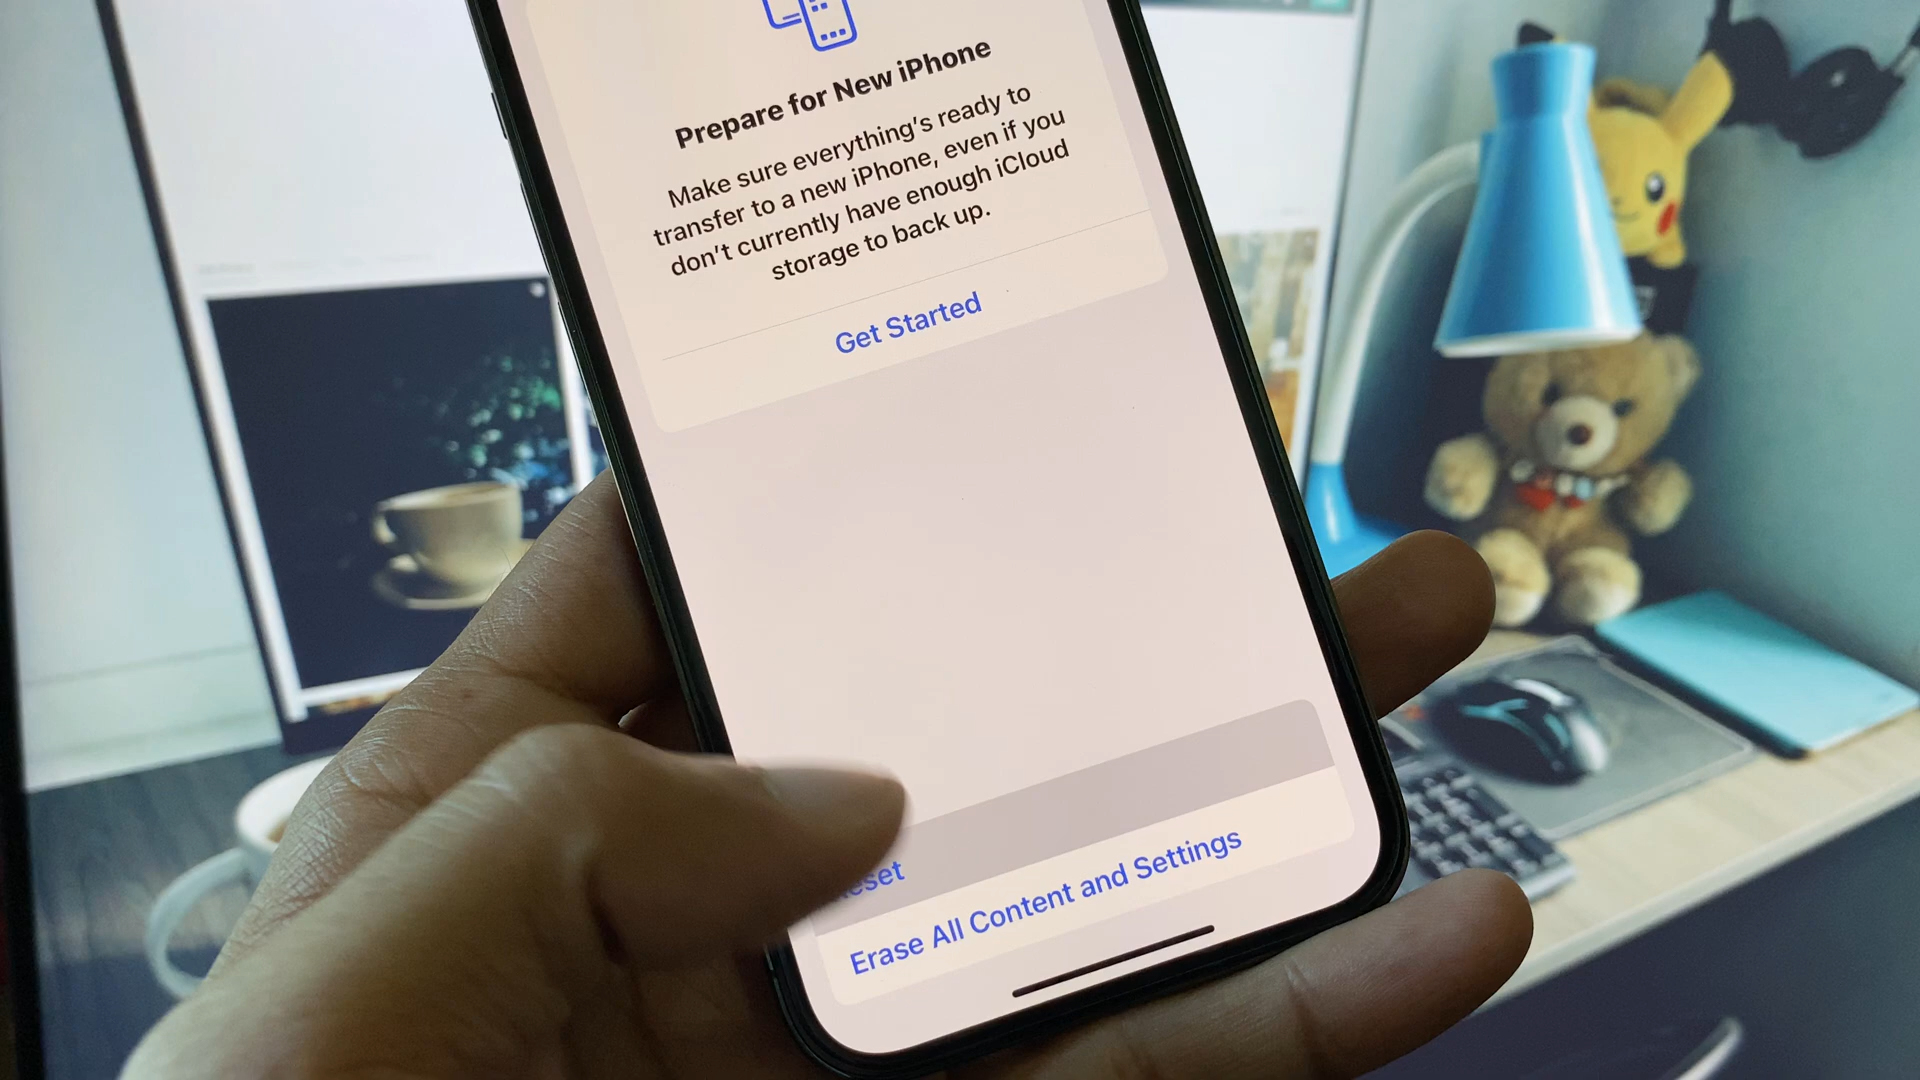 Prepare for New iPhone
Make sure everything's ready to
transfer to a new iPhone, even if you
don't currently have enough iCloud
storage to back up.
Get Started
Reset
Erase All Content and Settings